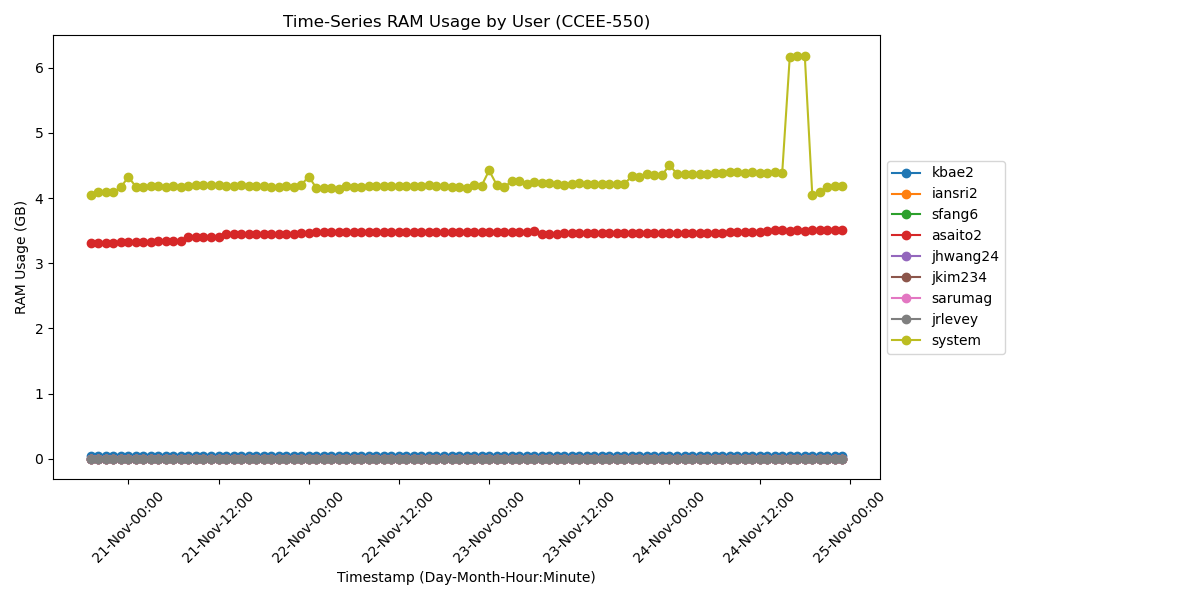 Time-Series RAM Usage by User (CCEE-550)
RAM Usage (GB)
6
5
4
3
2
1
0
21-Nov-00:00
21-Nov-12:00
22-Nov-00:00
22-Nov-12:00
23-Nov-00:00
23-Nov-12:00
24-Nov-00:00
24-Nov-12:00
25-Nov-00:00
Timestamp (Day-Month-Hour:Minute)
kbae2
iansri2
sfang6
asaito2
jhwang24
jkim234
sarumag
jrlevey
system